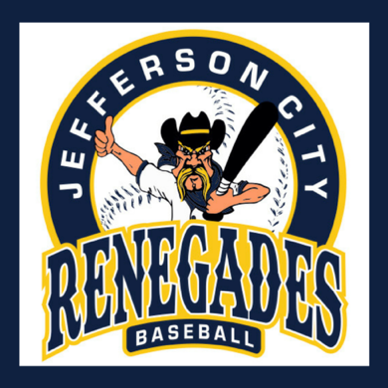 JEFFERSON CITY
RENEGADES
BASEBALL